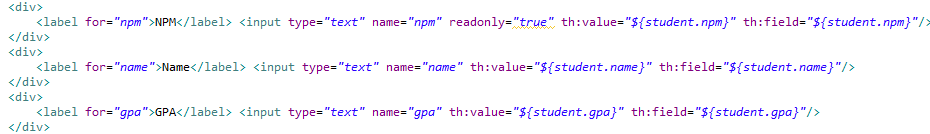 <div>
<label for="npm">NPM</label> <input type="text" name="npm" readonly="true" th:value="${student.npm}" th:field="${student.npm}"/>
</div>
<div>
<label for="name">Name</label> <input type="text" name="name" th:value="${student.name}" th:field="${student.name}"/>
</div>
<div>
<label for="gpa">GPA</label> <input type="text" name="gpa" th:value="${student.gpa}" th:field="${student.gpa}"/>
</div>